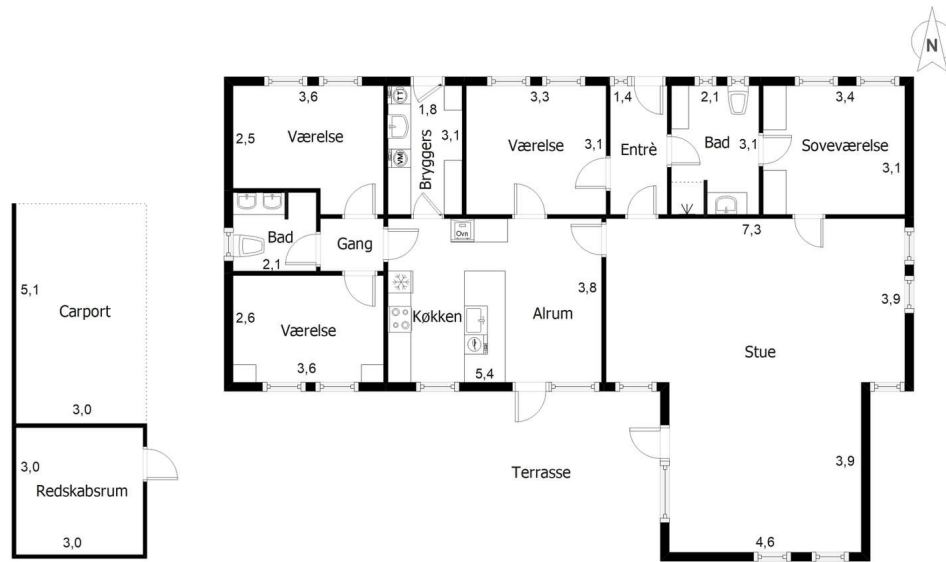 N
3,6
2,5
Værelse
TT
1,8
3,1
VM
Bryggers
3,3
Værelse
3,1
1,4
Entrè
2,1
Bad
3,1
3,4
Soveværelse
3,1
Bad
2,1
Gang
Ovn
7,3
5,1
Carport
3,0
2,6
Værelse
3,6
Køkken
Alrum
3,8
5,4
Stue
3,9
3,0
Redskabsrum
3,0
Terrasse
3,9
4,6